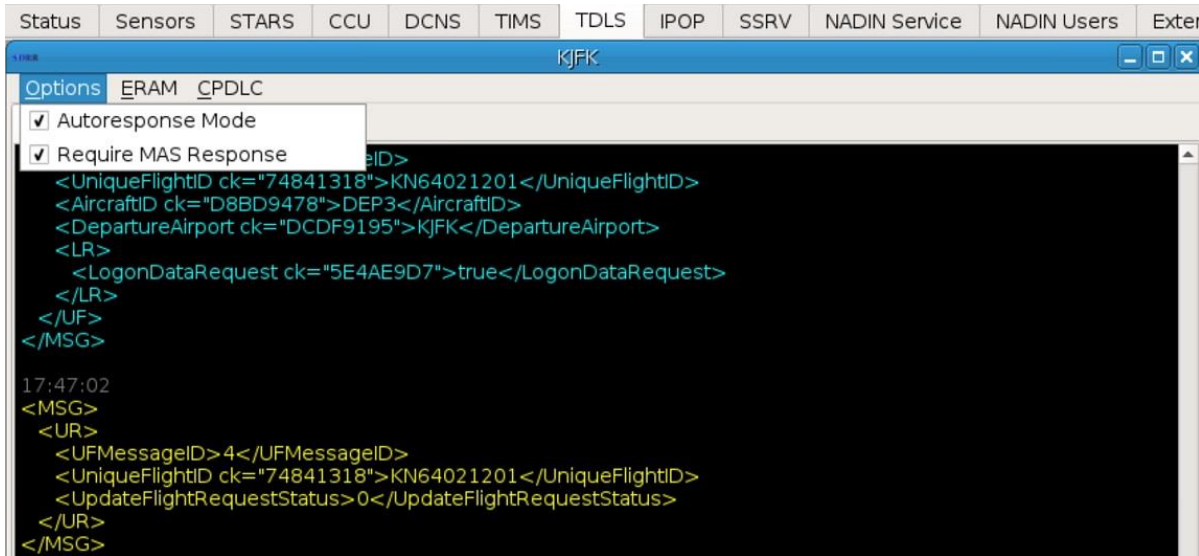 Status Sensors STARS CCU DCNS TIMS TDLS IPOP SSRV NADIN Service NADIN Users Exter
KJFK
Options ERAM CPDLC
Autoresponse Mode
Require MAS Response
eID>
<UniqueFlightID ck="74841318">KN64021201</UniqueFlightID>
<AircraftID ck="D8BD9478">DEP3</AircraftID>
<DepartureAirport ck="DCDF9195">KJFK</DepartureAirport>
<LR>
<LogonDataRequest ck="5E4AE9D7">true</LogonDataRequest>
</LR>
</UF>
</MSG>
17:47:02
<MSG>
<UR>
<UFMessageID>4</UFMessageID>
<UniqueFlightID ck="74841318">KN64021201</UniqueFlightID>
<UpdateFlightRequestStatus>0</UpdateFlightRequestStatus>
</UR>
</MSG>